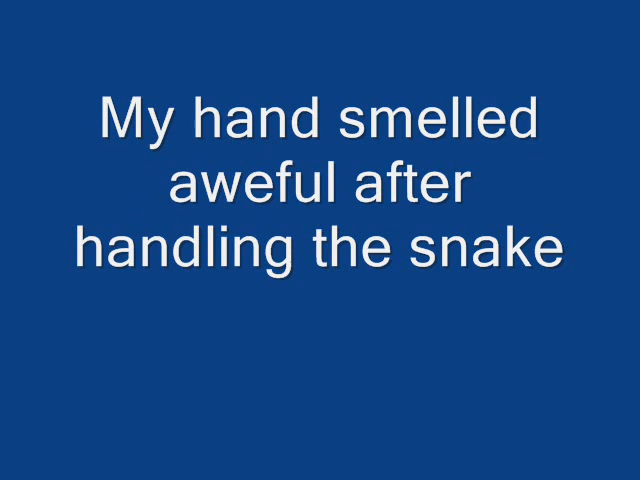 My hand smelled
aweful after
handling the snake